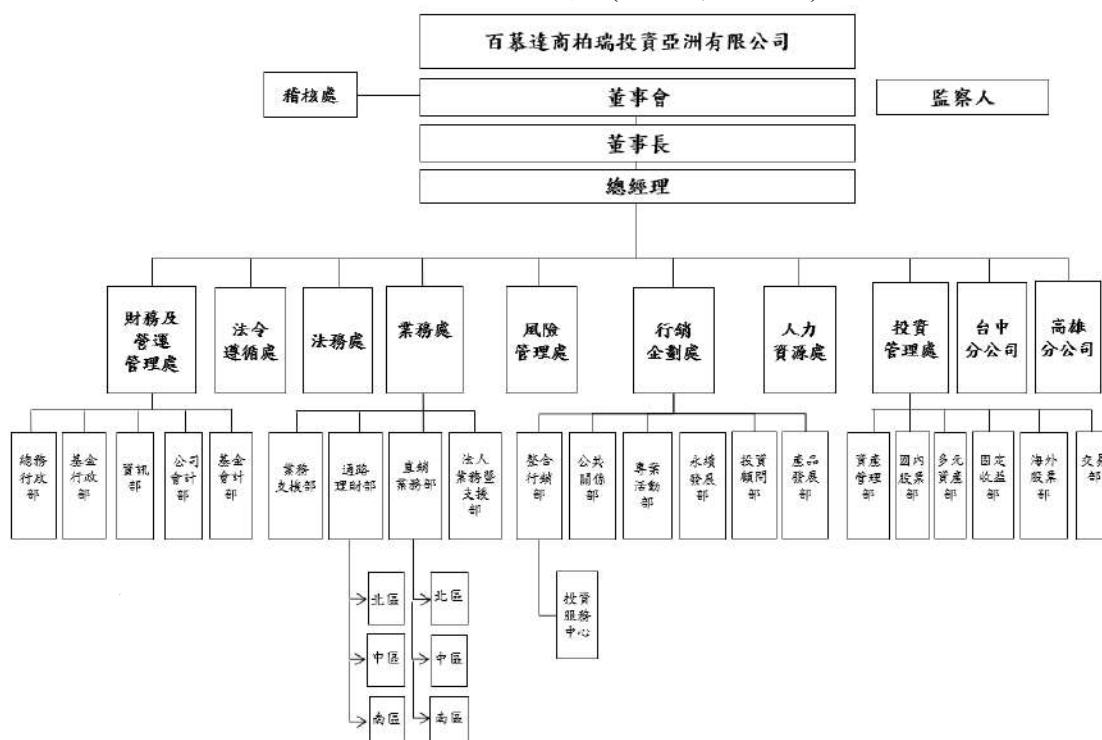 百慕達商柏瑞投資亞洲有限公司
稽核處
董事會
監察人
董事長
總經理
財務及
營運
管理處
法令
遵循處
法務處
業務處
風險
管理處
行銷
企劃處
人力
資源處
投資
管理處
台中
分公司
高雄
分公司
總務
行政
部
基金
行政
部
資訊
部
公司
會計
部
基金
會計
部
業務
支援部
通路
理財部
直銷
業務部
法人
業務暨
支援
部
整合
行銷
部
公共
關係
部
專案
活動
部
永續
發展
部
投資
顧問
部
產品
發展
部
資產
管理
部
國內
股票
部
多元
資產
部
固定
收益
部
海外
股票
部
交易
部
北區
北區
投資
服務
中心
中區
中區
南區
南區